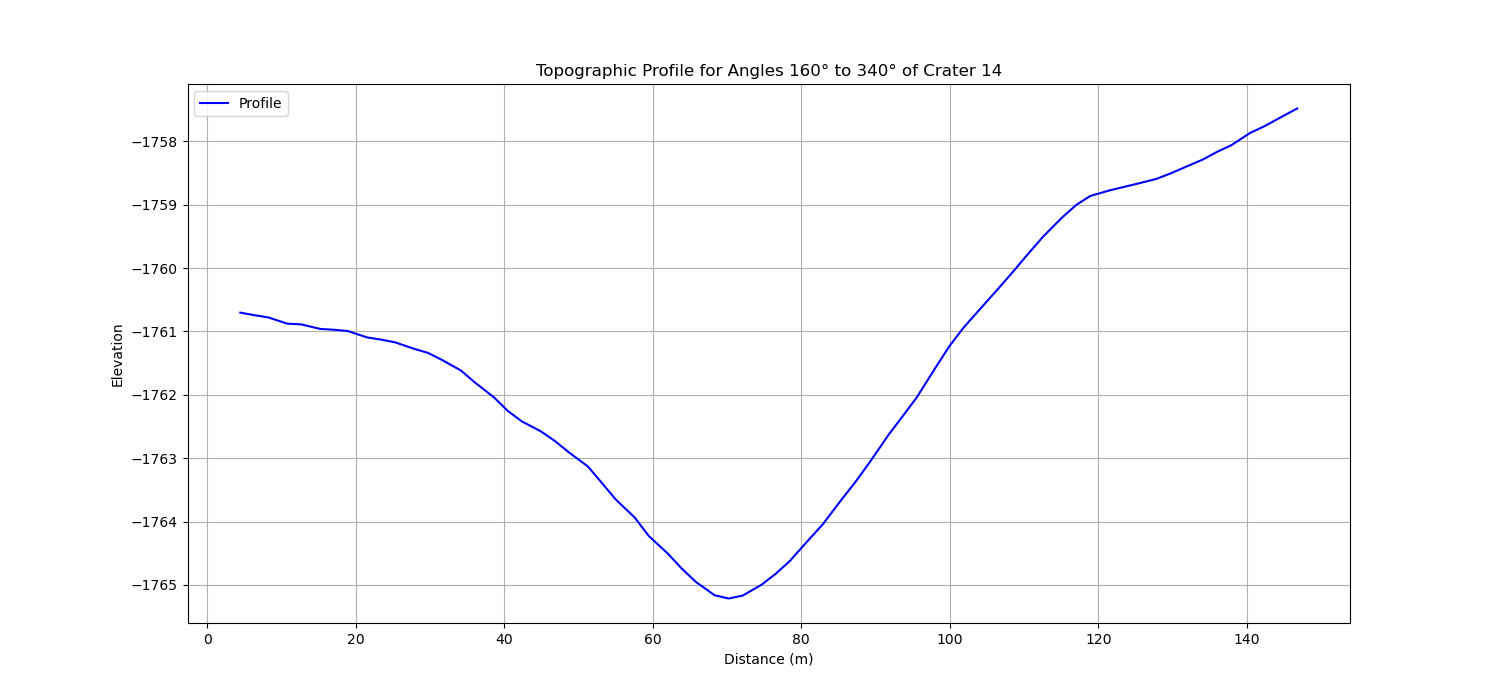 Topographic Profile for Angles 160° to 340° of Crater 14
Profile
−1758
−1759
−1760
−1761
−1762
−1763
−1764
−1765
Elevation
0 20 40 60 80 100 120 140
Distance (m)